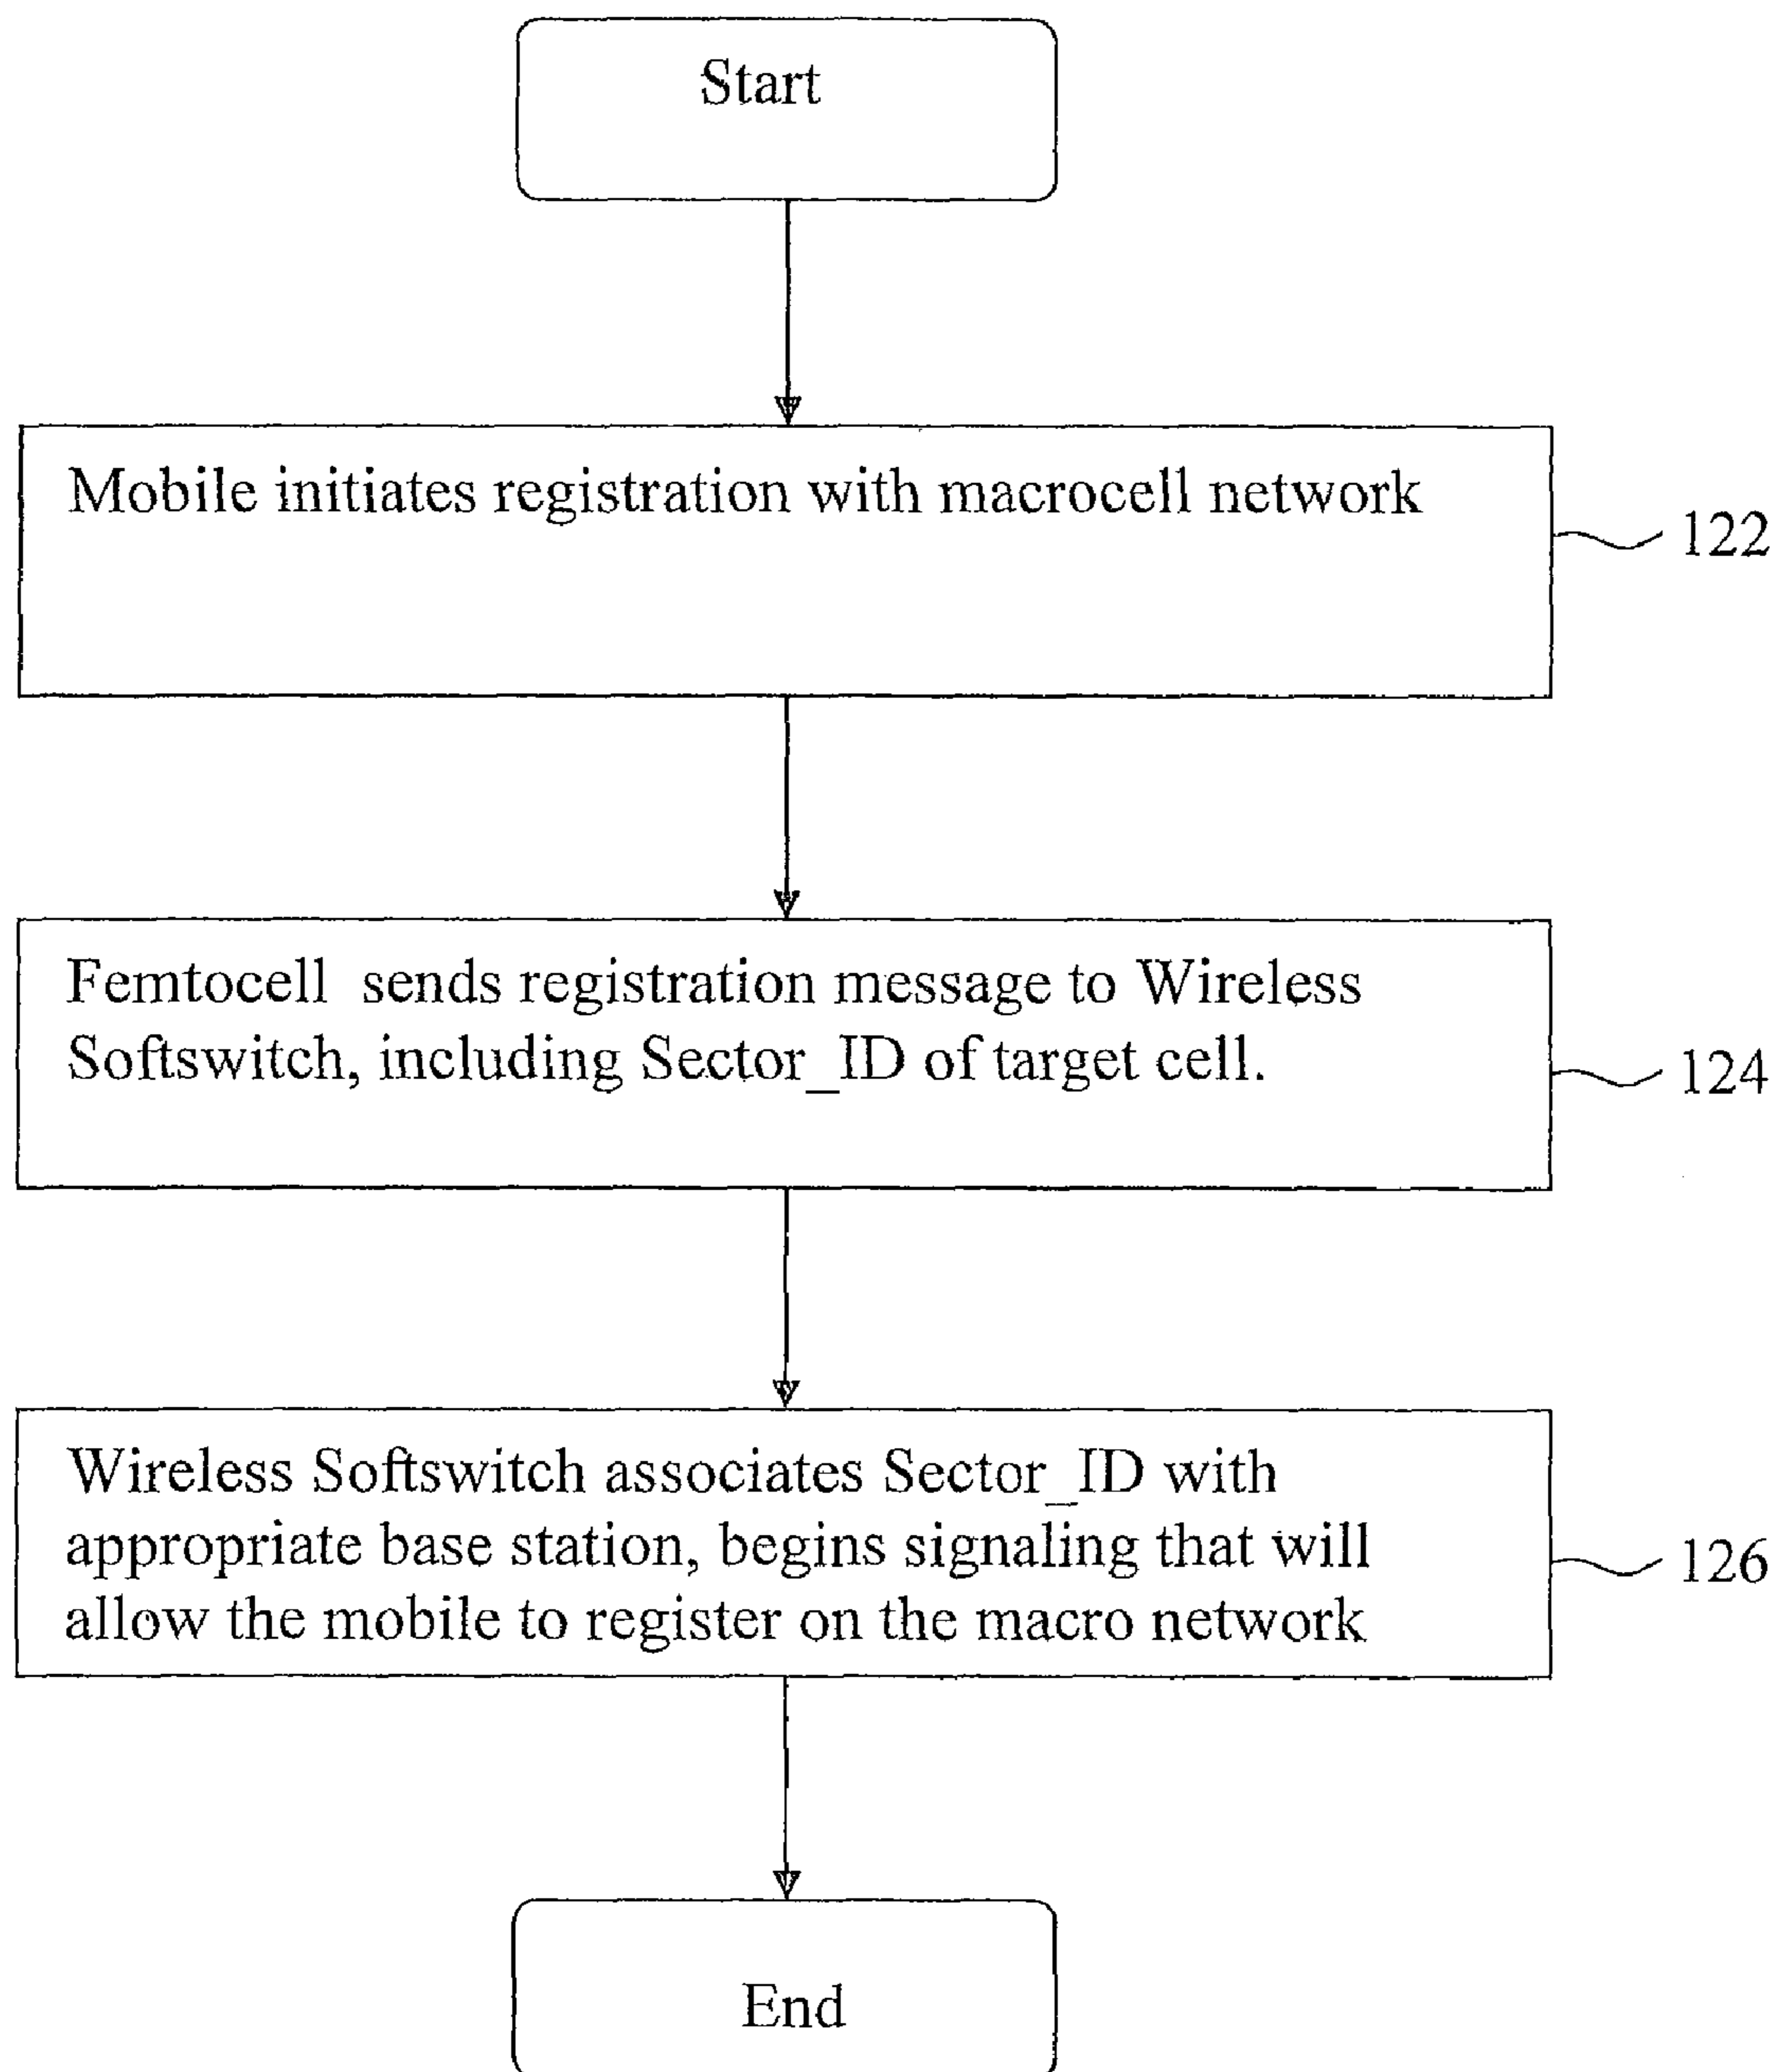 Start
Mobile initiates registration with macrocell network
122
Femtocell sends registration message to Wireless
Softswitch, including Sector_ID of target cell.
124
Wireless Softswitch associates Sector_ID with
appropriate base station, begins signaling that will
allow the mobile to register on the macro network
126
End